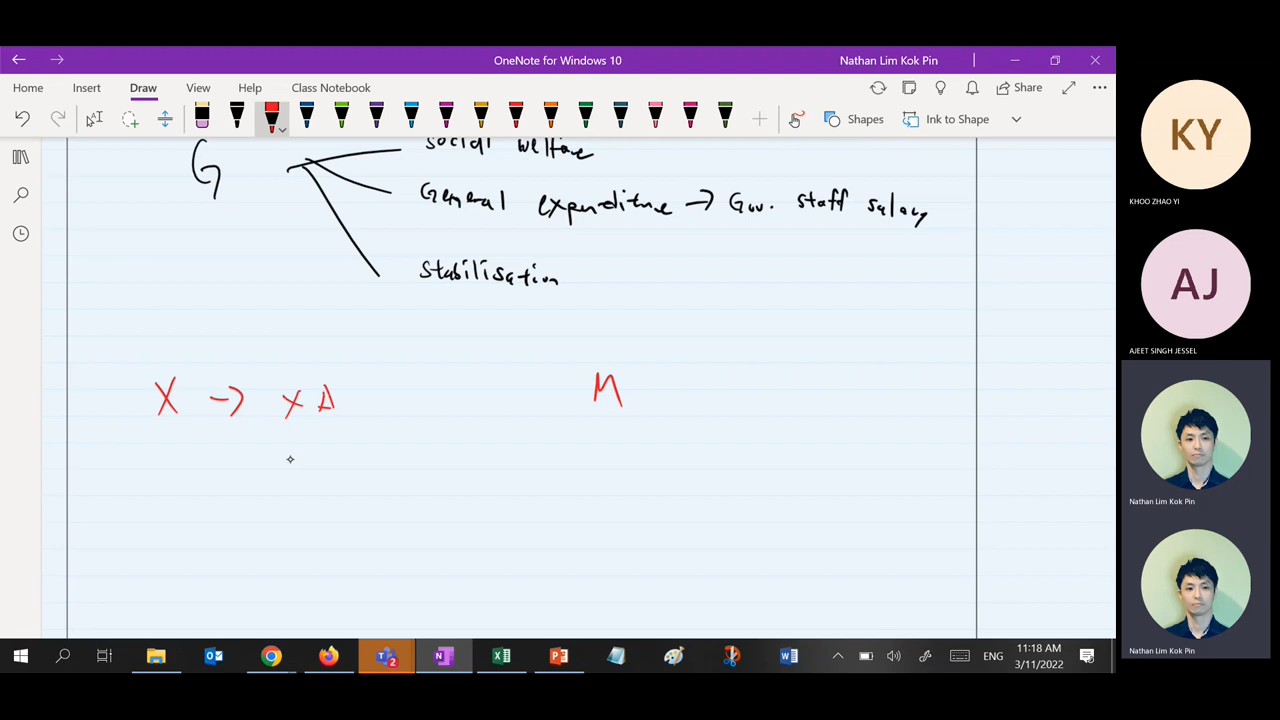 OneNote for Windows 10
Nathan Lim Kok Pin
Home Insert Draw View Help Class Notebook
Share
Shapes Ink to Shape
G
social welfare
General expenditure → Gov. staff salary
stabilisation
X → x Δ
M
KY
KHOO ZHAO YI
AJ
AJEET SINGH JESSEL
Nathan Lim Kok Pin
Nathan Lim Kok Pin
2
ENG
11:18 AM
3/11/2022